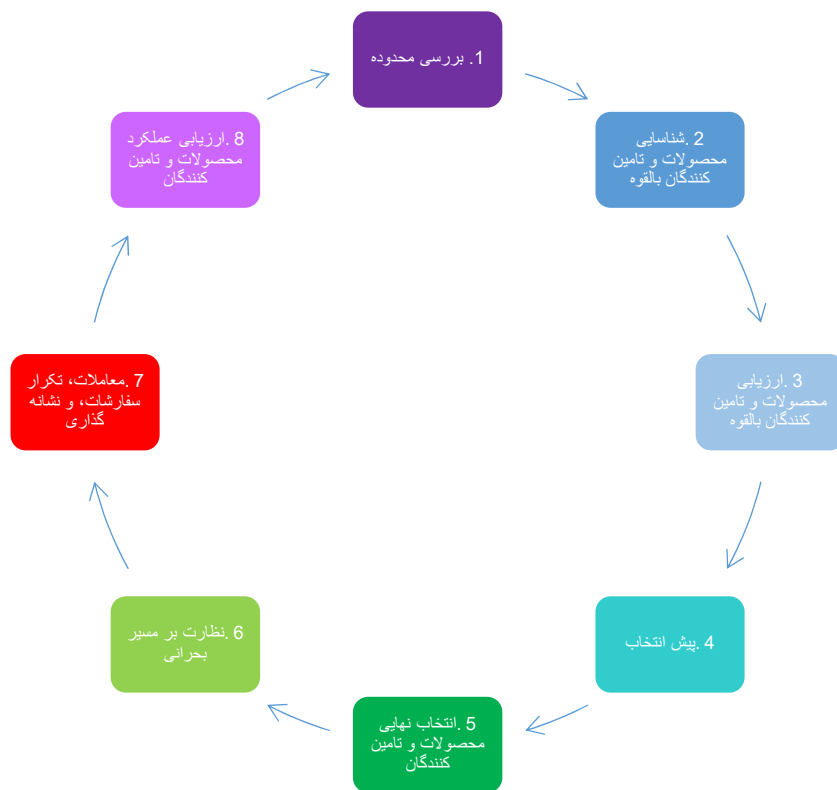 1. بررسی محدوده
2 .شناسایی
محصولات و تامین
کنندگان بالقوه
3 .ارزیابی
محصولات و تامین
کنندگان بالقوه
4 .پیش انتخاب
5 .انتخاب نهایی
محصولات و تامین
کنندگان
6 .نظارت بر مسیر
بحرانی
7 .معاملات، تکرار
سفارشات، و نشانه
گذاری
8 .ارزیابی عملکرد
محصولات و تامین
کنندگان